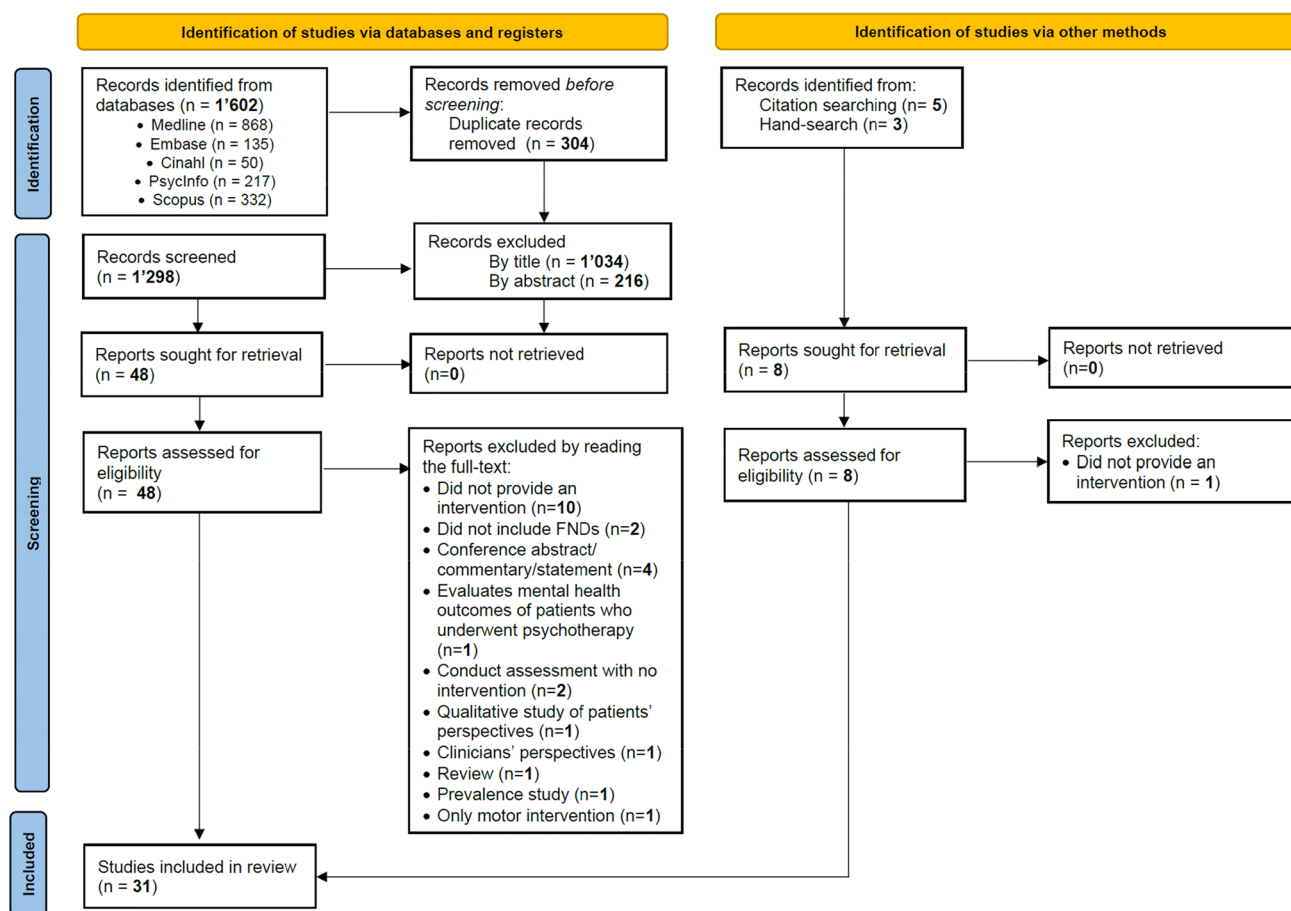 Identification of studies via databases and registers
Identification of studies via other methods
Identification
Records identified from
databases (n = 1'602)
• Medline (n = 868)
• Embase (n = 135)
• Cinahl (n = 50)
• PsycInfo (n = 217)
• Scopus (n = 332)
Records removed before
screening:
Duplicate records
removed (n = 304)
Records identified from:
Citation searching (n= 5)
Hand-search (n= 3)
Screening
Records screened
(n = 1'298)
Records excluded
By title (n = 1'034)
By abstract (n = 216)
Reports sought for retrieval
(n = 48)
Reports not retrieved
(n=0)
Reports sought for retrieval
(n = 8)
Reports not retrieved
(n=0)
Reports assessed for
eligibility
(n = 48)
Reports excluded by reading
the full-text:
• Did not provide an
intervention (n=10)
• Did not include FNDs (n=2)
• Conference abstract/
commentary/statement (n=4)
• Evaluates mental health
outcomes of patients who
underwent psychotherapy
(n=1)
• Conduct assessment with no
intervention (n=2)
• Qualitative study of patients'
perspectives (n=1)
• Clinicians' perspectives (n=1)
• Review (n=1)
• Prevalence study (n=1)
• Only motor intervention (n=1)
Reports assessed for
eligibility (n = 8)
Reports excluded:
• Did not provide an
intervention (n = 1)
Included
Studies included in review
(n = 31)